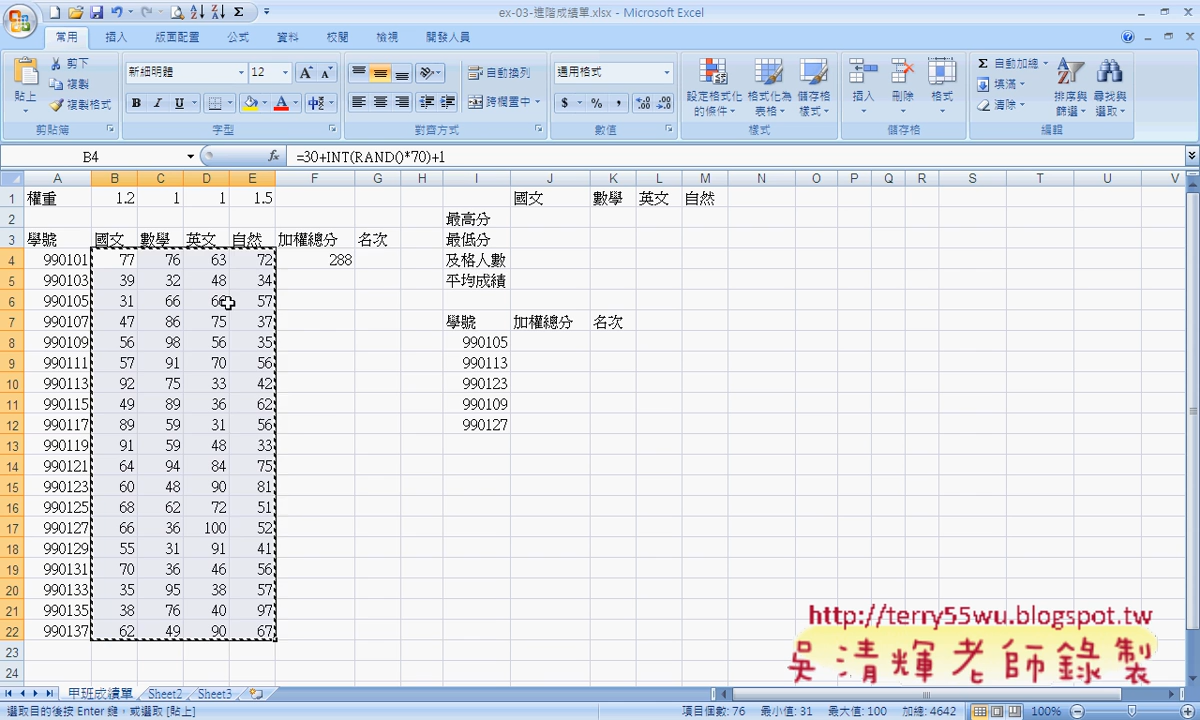 ex-03-進階成績單.xlsx - Microsoft Excel
常用 插入 版面配置 公式 資料 校閱 檢視 開發人員
貼上 剪下 複製 複製格式 剪貼簿
新細明體 12 字型
自動換列 跨欄置中 對齊方式
通用格式 數值
設定格式化的條件 格式化為表格 儲存格樣式 樣式
插入 刪除 格式 儲存格
Σ 自動加總 填滿 清除 排序與篩選 尋找與選取 編輯
B4 fx =30+INT(RAND()*70)+1
A B C D E F G H I J K L M N O P Q R S T U V
1 權重 1.2 1 1 1.5 國文 數學 英文 自然
2 最高分
3 學號 國文 數學 英文 自然 加權總分 名次 最低分
4 990101 77 76 63 72 288 及格人數
5 990103 39 32 48 34 平均成績
6 990105 31 66 66 57
7 990107 47 86 75 37 學號 加權總分 名次
8 990109 56 98 56 35 990105
9 990111 57 91 70 56 990113
10 990113 92 75 33 42 990123
11 990115 49 89 36 62 990109
12 990117 89 59 31 56 990127
13 990119 91 59 48 33
14 990121 64 94 84 75
15 990123 60 48 90 81
16 990125 68 62 72 51
17 990127 66 36 100 52
18 990129 55 31 91 41
19 990131 70 36 46 56
20 990133 35 95 38 57
21 990135 38 76 40 97
22 990137 62 49 90 67
23
24
http://terry55wu.blogspot.tw
吳清輝老師錄製
甲班成績單 Sheet2 Sheet3
選取目的後按 Enter 鍵，或選取 [貼上] 項目個數: 76 最小值: 31 最大值: 100 加總: 4642 100%